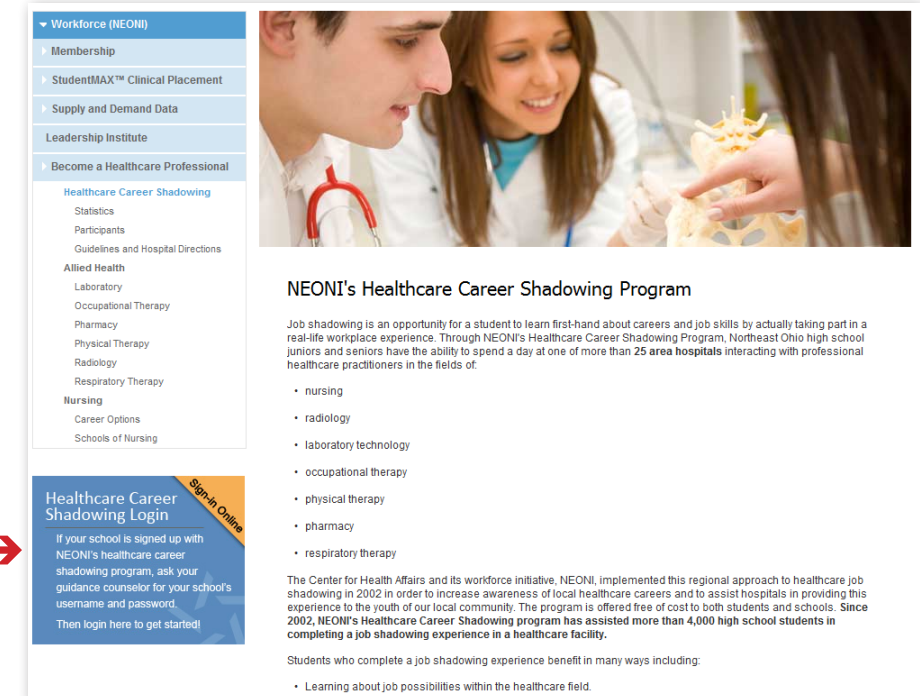 Workforce (NEONI)
Membership
StudentMAX™ Clinical Placement
Supply and Demand Data
Leadership Institute
Become a Healthcare Professional
Healthcare Career Shadowing
Statistics
Participants
Guidelines and Hospital Directions
Allied Health
Laboratory
Occupational Therapy
Pharmacy
Physical Therapy
Radiology
Respiratory Therapy
Nursing
Career Options
Schools of Nursing
Sign-in Online
Healthcare Career
Shadowing Login
If your school is signed up with
NEONI's healthcare career
shadowing program, ask your
guidance counselor for your school's
username and password.
Then login here to get started!
NEONI's Healthcare Career Shadowing Program
Job shadowing is an opportunity for a student to learn first-hand about careers and job skills by actually taking part in a
real-life workplace experience. Through NEONI's Healthcare Career Shadowing Program, Northeast Ohio high school
juniors and seniors have the ability to spend a day at one of more than 25 area hospitals interacting with professional
healthcare practitioners in the fields of:
• nursing
• radiology
• laboratory technology
• occupational therapy
• physical therapy
• pharmacy
• respiratory therapy
The Center for Health Affairs and its workforce initiative, NEONI, implemented this regional approach to healthcare job
shadowing in 2002 in order to increase awareness of local healthcare careers and to assist hospitals in providing this
experience to the youth of our local community. The program is offered free of cost to both students and schools. Since
2002, NEONI's Healthcare Career Shadowing program has assisted more than 4,000 high school students in
completing a job shadowing experience in a healthcare facility.
Students who complete a job shadowing experience benefit in many ways including:
• Learning about job possibilities within the healthcare field.